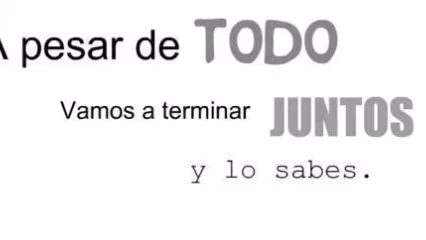 A pesar de TODO
Vamos a terminar JUNTOS
y lo sabes.